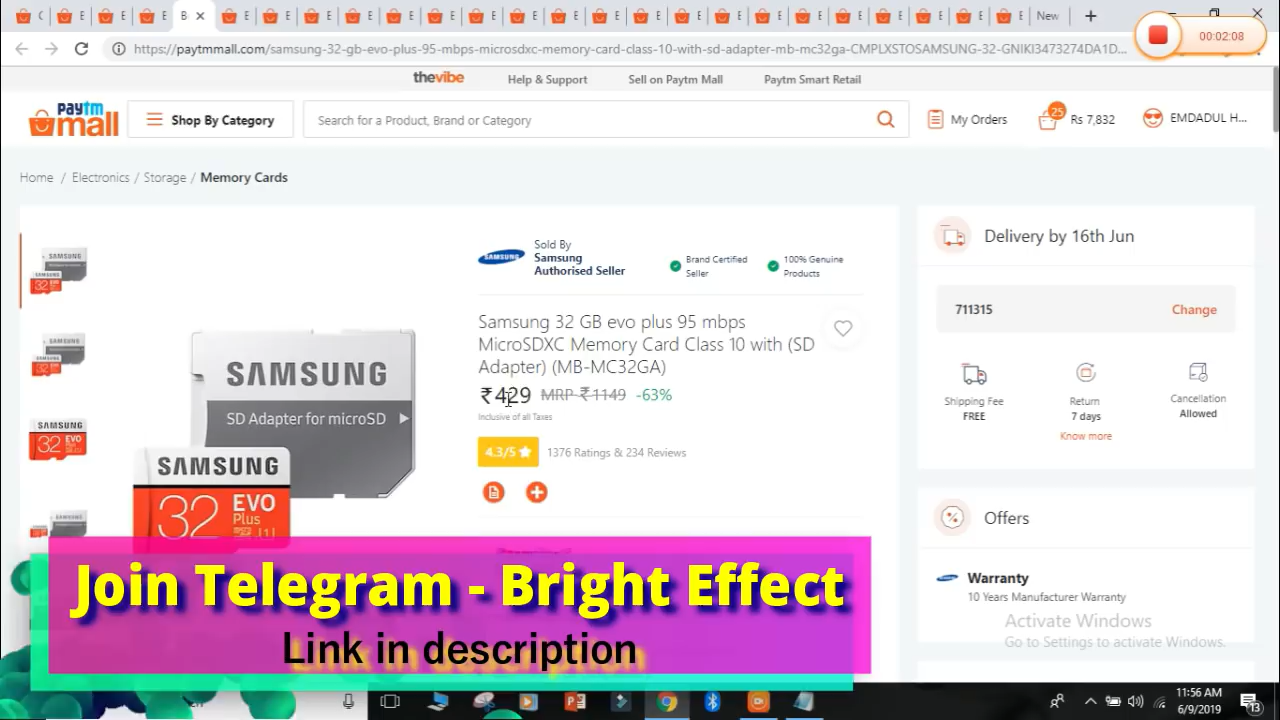 New
00:02:08
https://paytmmall.com/samsung-32-gb-evo-plus-95-mbps-microsdxc-memory-card-class-10-with-sd-adapter-mb-mc32ga-CMPLXSTOSAMSUNG-32-GNIKI3473274DA1D...
thevibe
Help & Support
Sell on Paytm Mall
Paytm Smart Retail
paytm mall
Shop By Category
Search for a Product, Brand or Category
My Orders
25
Rs 7,832
EMDADUL H...
Home / Electronics / Storage / Memory Cards
SAMSUNG
Sold By
Samsung
Authorised Seller
Brand Certified
Seller
100% Genuine
Products
Delivery by 16th Jun
711315
Change
Samsung 32 GB evo plus 95 mbps
MicroSDXC Memory Card Class 10 with (SD
Adapter) (MB-MC32GA)
₹429 MRP ₹1149 -63%
Inclusive of all Taxes
4.3/5
1376 Ratings & 234 Reviews
Shipping Fee
FREE
Return
7 days
Know more
Cancellation
Allowed
SAMSUNG
SD Adapter for microSD
SAMSUNG
32 EVO
Plus
Offers
Warranty
10 Years Manufacturer Warranty
Activate Windows
Go to Settings to activate Windows.
Join Telegram - Bright Effect
Link in description
11:56 AM
6/9/2019
13